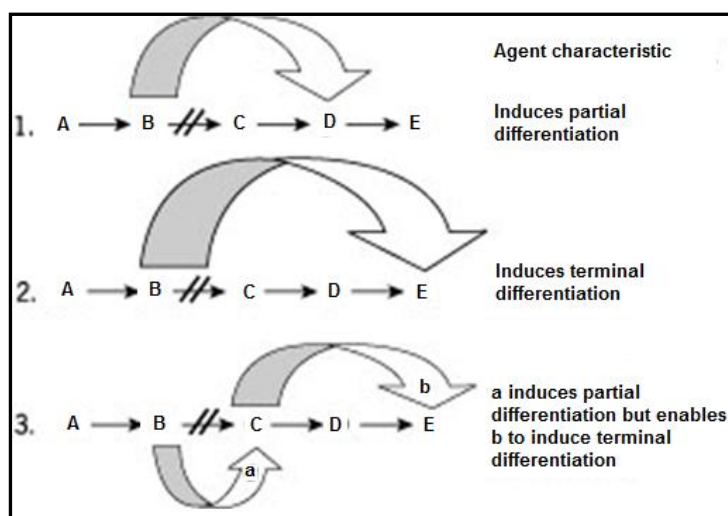 Agent characteristic
1. A B C D E
Induces partial
differentiation
2. A B C D E
Induces terminal
differentiation
b
3. A B C D E
a
a induces partial
differentiation but enables
b to induce terminal
differentiation